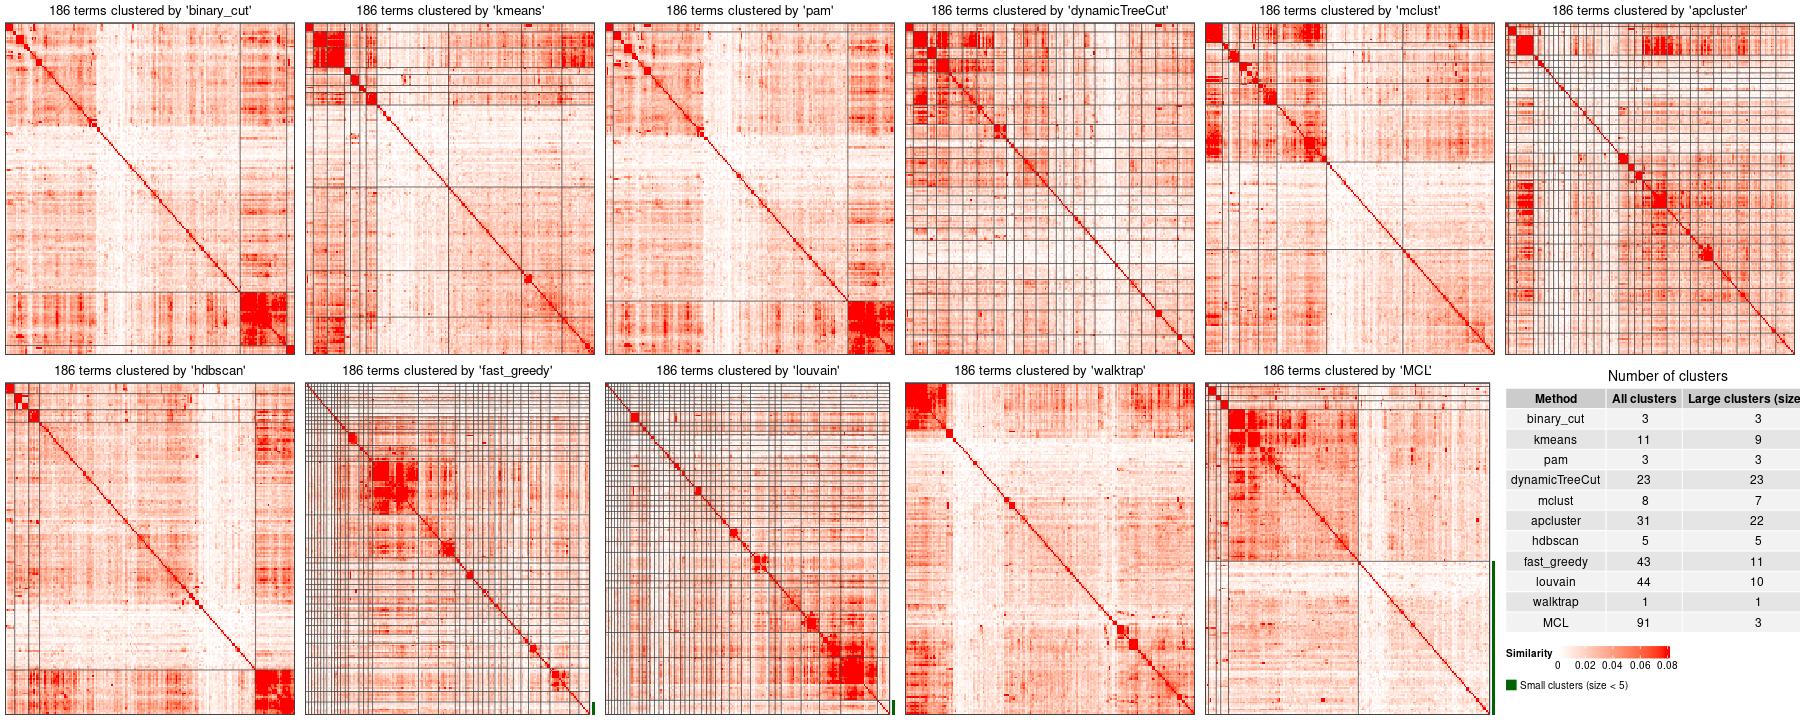 186 terms clustered by 'binary_cut'
186 terms clustered by 'kmeans'
186 terms clustered by 'pam'
186 terms clustered by 'dynamicTreeCut'
186 terms clustered by 'mclust'
186 terms clustered by 'apcluster'
186 terms clustered by 'hdbscan'
186 terms clustered by 'fast_greedy'
186 terms clustered by 'louvain'
186 terms clustered by 'walktrap'
186 terms clustered by 'MCL'
Number of clusters
Method All clusters Large clusters (size
binary_cut 3 3
kmeans 11 9
pam 3 3
dynamicTreeCut 23 23
mclust 8 7
apcluster 31 22
hdbscan 5 5
fast_greedy 43 11
louvain 44 10
walktrap 1 1
MCL 91 3
Similarity
0 0.02 0.04 0.06 0.08
Small clusters (size < 5)